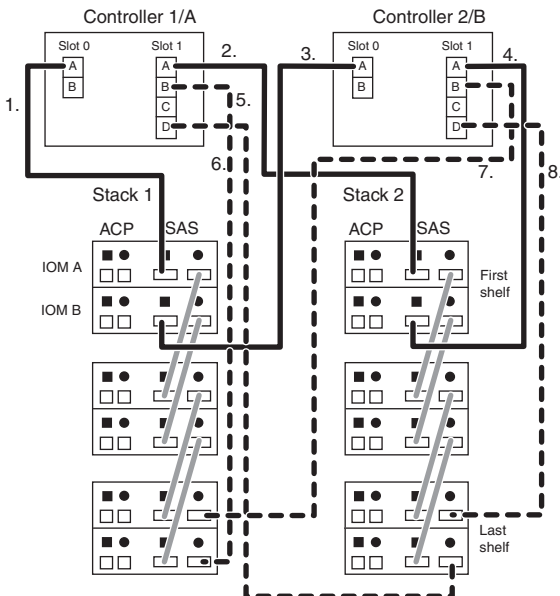 Controller 1/A
Controller 2/B
Slot 0
Slot 1
2.
3.
Slot 0
Slot 1
4.
A
A
A
A
B
B
B
B
5.
1.
C
C
D
D
6.
7.
8.
Stack 1
Stack 2
ACP
SAS
ACP
SAS
IOM A
First
shelf
IOM B
Last
shelf